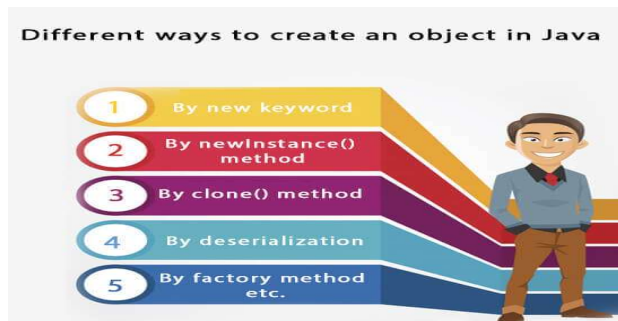 Different ways to create an object in Java
1
By new keyword
2
By newInstance()
method
3
By clone() method
4
By deserialization
5
By factory method
etc.